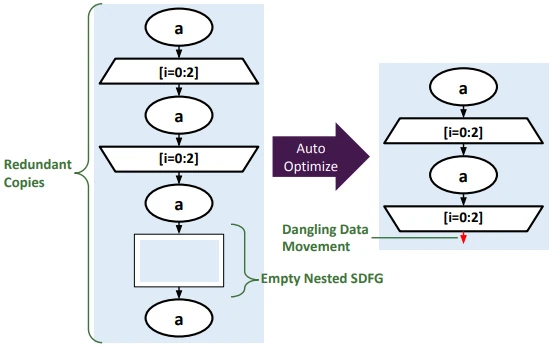 a
[i=0:2]
a
[i=0:2]
a
a
Redundant
Copies
Empty Nested SDFG
Auto
Optimize
a
[i=0:2]
a
[i=0:2]
Dangling Data
Movement